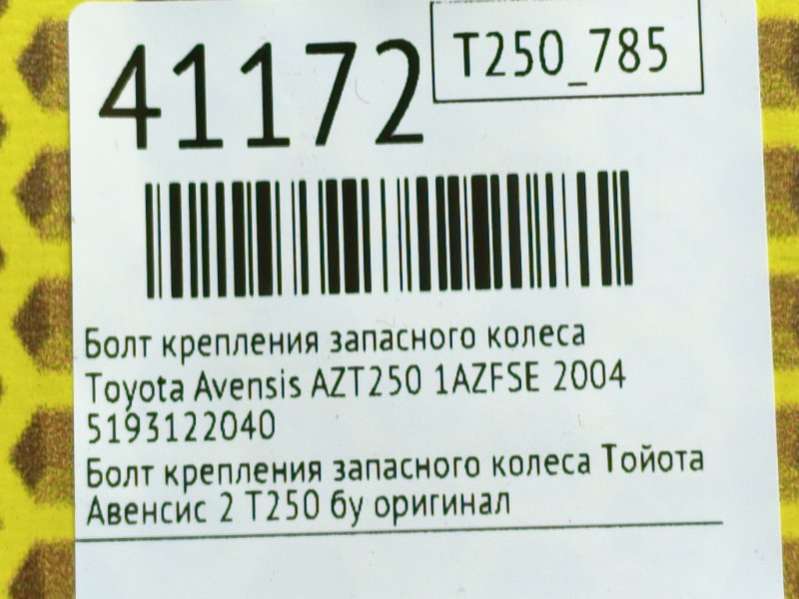 41172
T250_785
Болт крепления запасного колеса
Toyota Avensis AZT250 1AZFSE 2004
5193122040
Болт крепления запасного колеса Тойота
Авенсис 2 Т250 бу оригинал